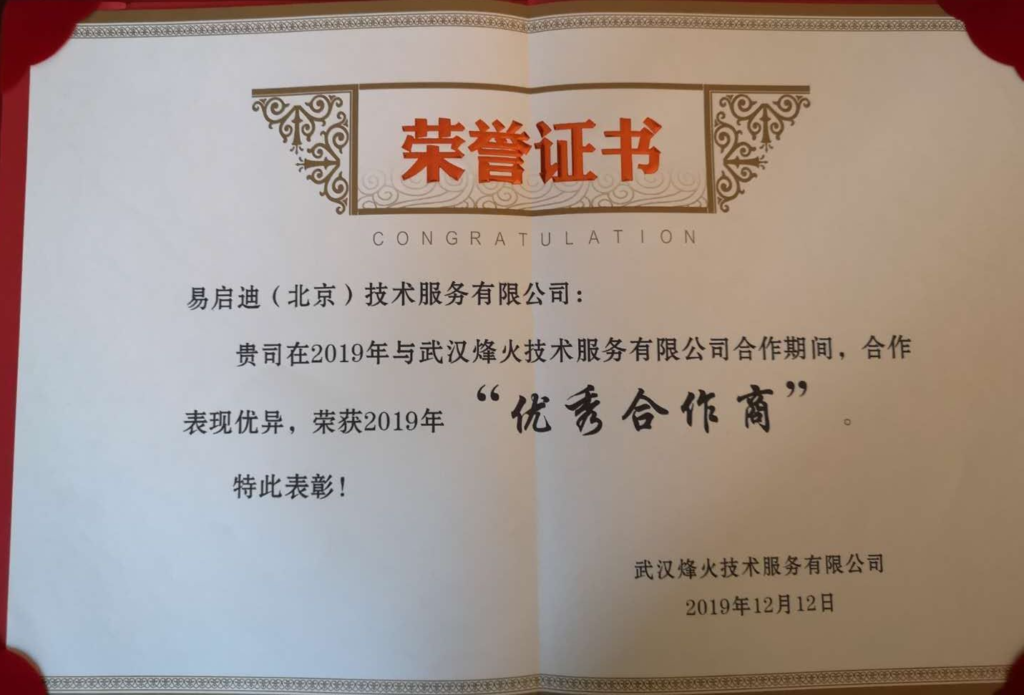 荣誉证书
CONGRATULATION
易启迪（北京）技术服务有限公司：
贵司在2019年与武汉烽火技术服务有限公司合作期间，合作
表现优异，荣获2019年 “优秀合作商”。
特此表彰！
武汉烽火技术服务有限公司
2019年12月12日